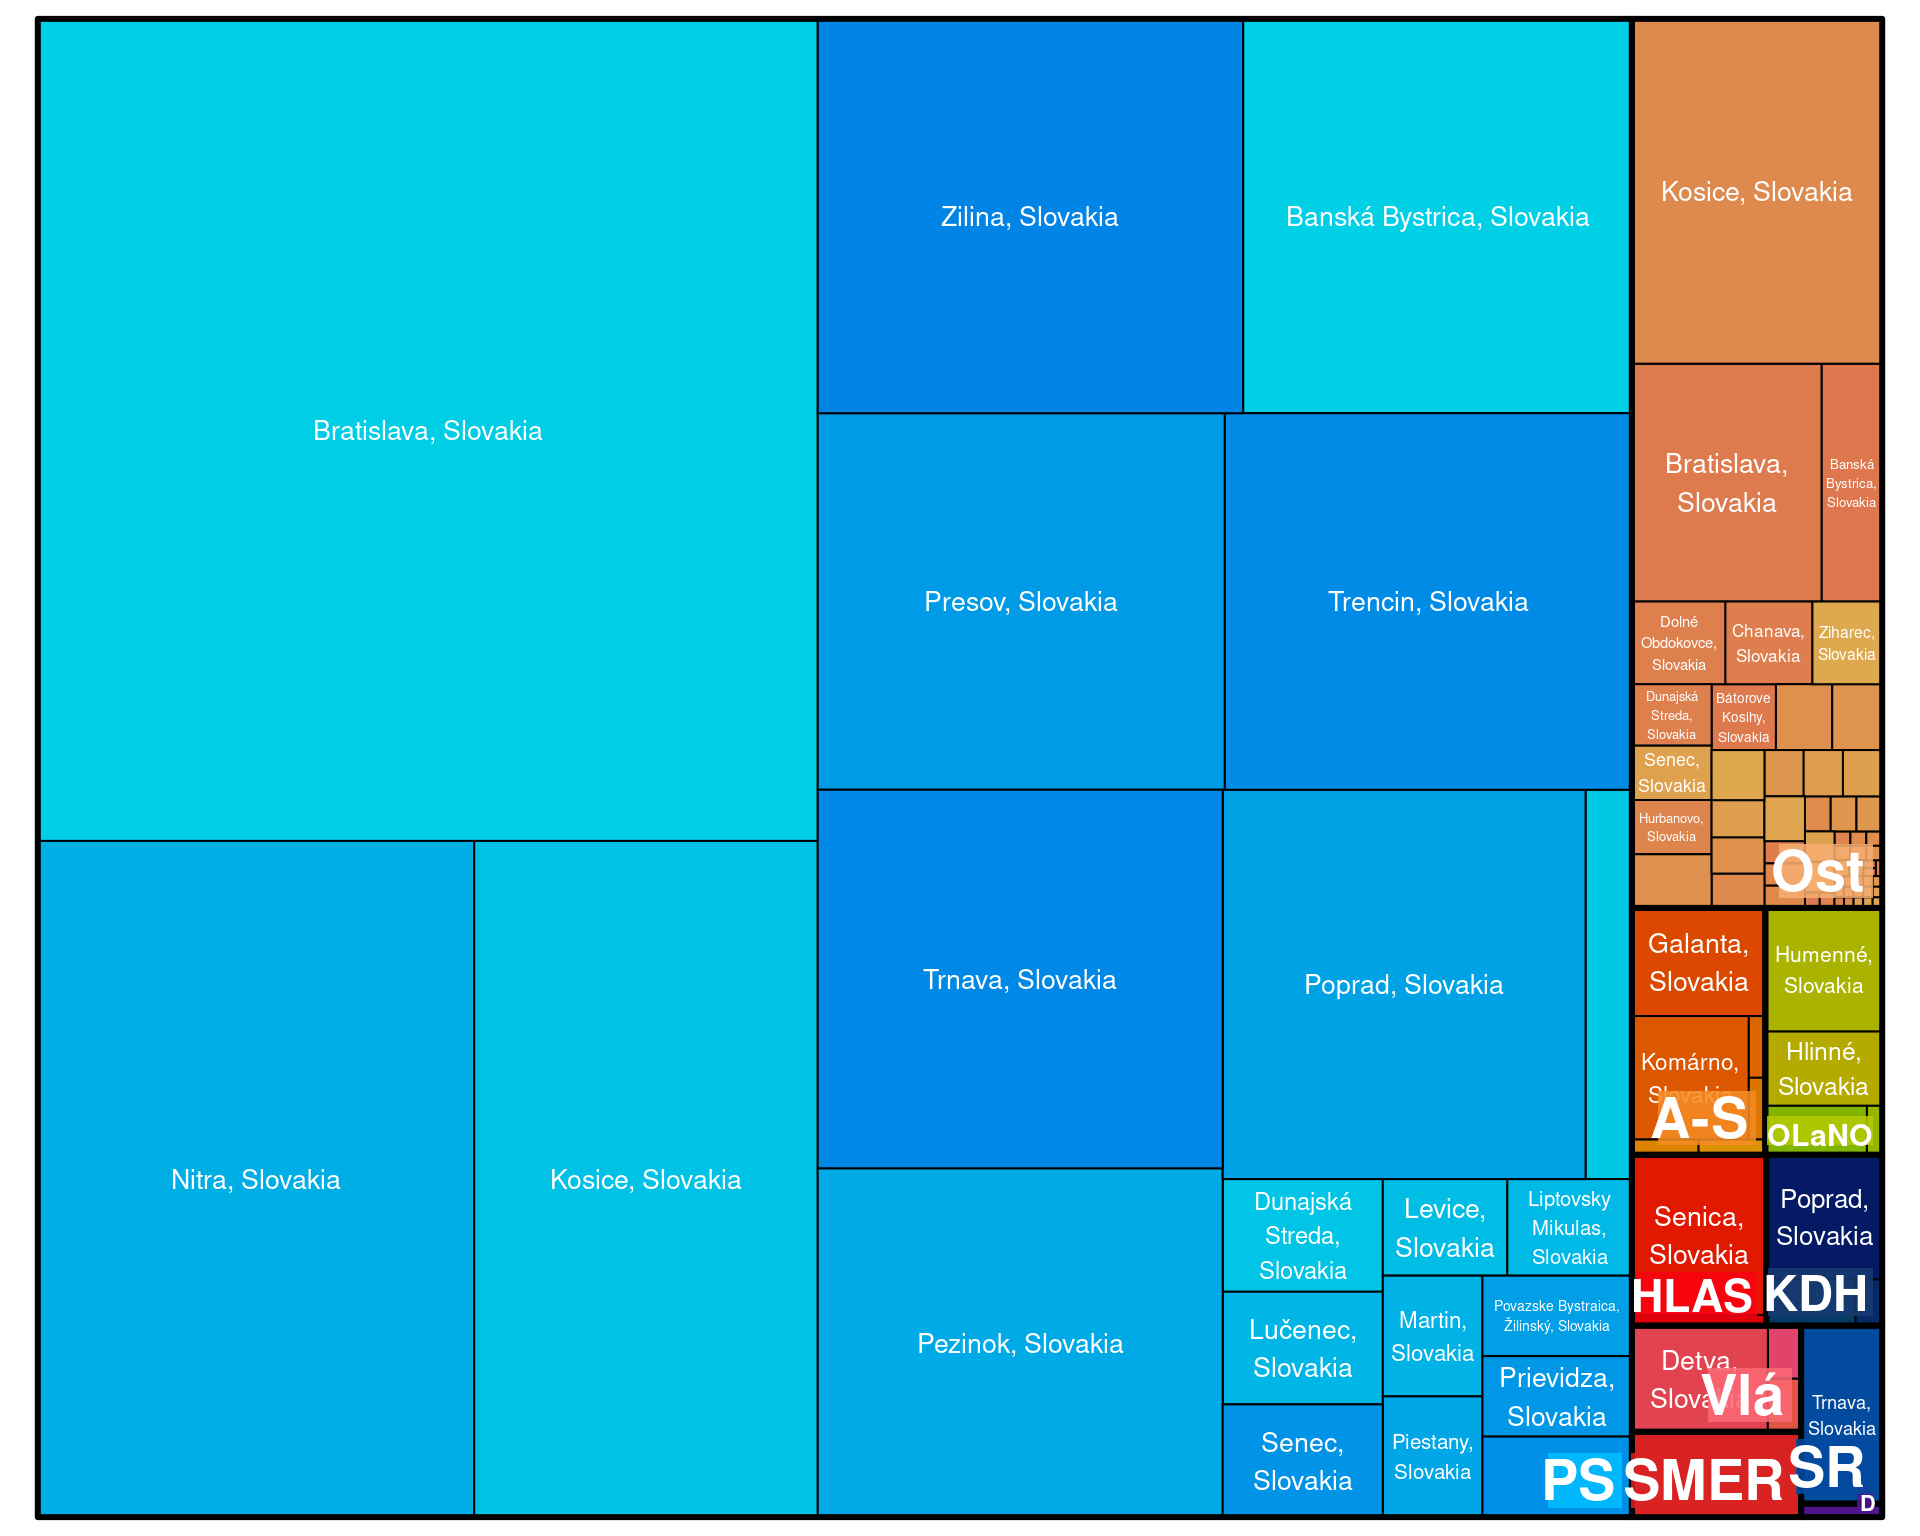 Bratislava, Slovakia
Nitra, Slovakia
Kosice, Slovakia
Zilina, Slovakia
Banská Bystrica, Slovakia
Presov, Slovakia
Trencin, Slovakia
Trnava, Slovakia
Poprad, Slovakia
Pezinok, Slovakia
Dunajská
Streda,
Slovakia
Lučenec,
Slovakia
Senec,
Slovakia
Levice,
Slovakia
Liptovsky
Mikulas,
Slovakia
Martin,
Slovakia
Piestany,
Slovakia
Povazske Bystraica,
Žilinský, Slovakia
Prievidza,
Slovakia
PS
Kosice, Slovakia
Bratislava,
Slovakia
Banská
Bystrica,
Slovakia
Dolné
Obdokovce,
Slovakia
Chanava,
Slovakia
Ziharec,
Slovakia
Dunajská
Streda,
Slovakia
Bátorove
Kosihy,
Slovakia
Senec,
Slovakia
Hurbanovo,
Slovakia
Ost
Galanta,
Slovakia
Komárno,
Slovakia
A-S
Humenné,
Slovakia
Hlinné,
Slovakia
OLaNO
Senica,
Slovakia
HLAS
Poprad,
Slovakia
KDH
Detva,
Slovakia
Vlá
Trnava,
Slovakia
SR
SMER
D